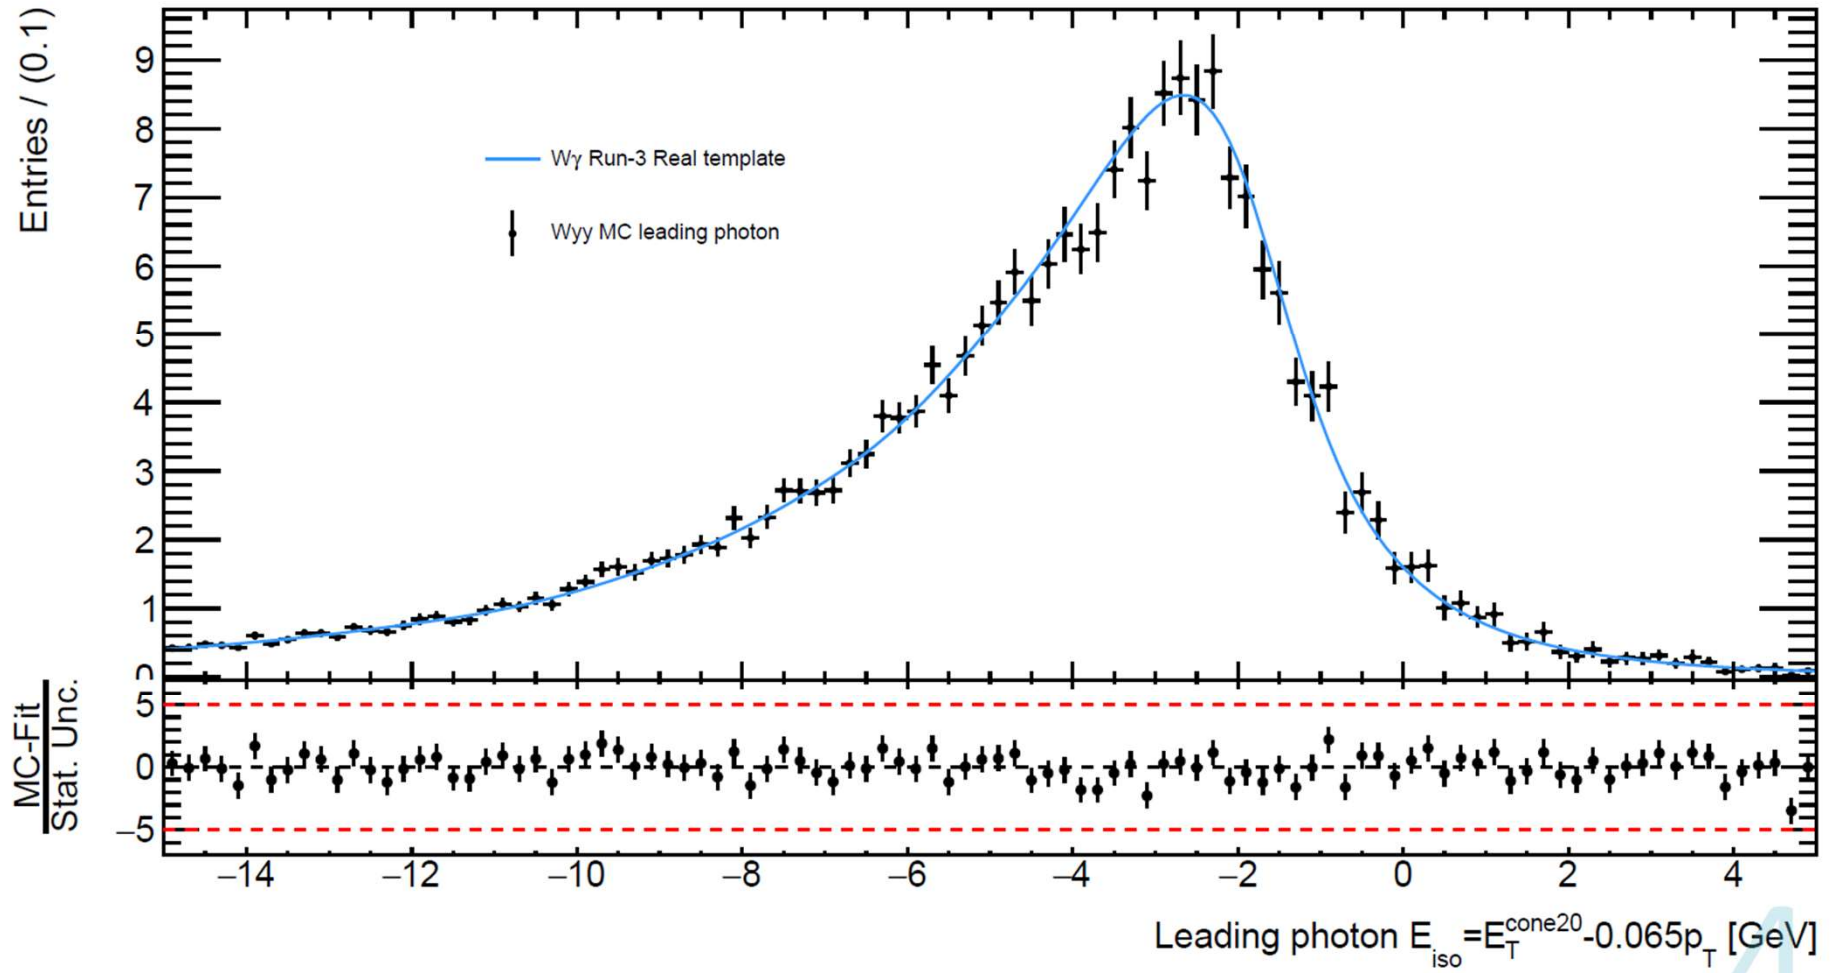 Entries / (0.1)
9
8
7
6
5
4
3
2
1
0
Wγ Run-3 Real template
Wyy MC leading photon
MC-Fit
Stat. Unc.
5
0
−5
−14 −12 −10 −8 −6 −4 −2 0 2 4
Leading photon E_iso=E_T^cone20-0.065p_T [GeV]